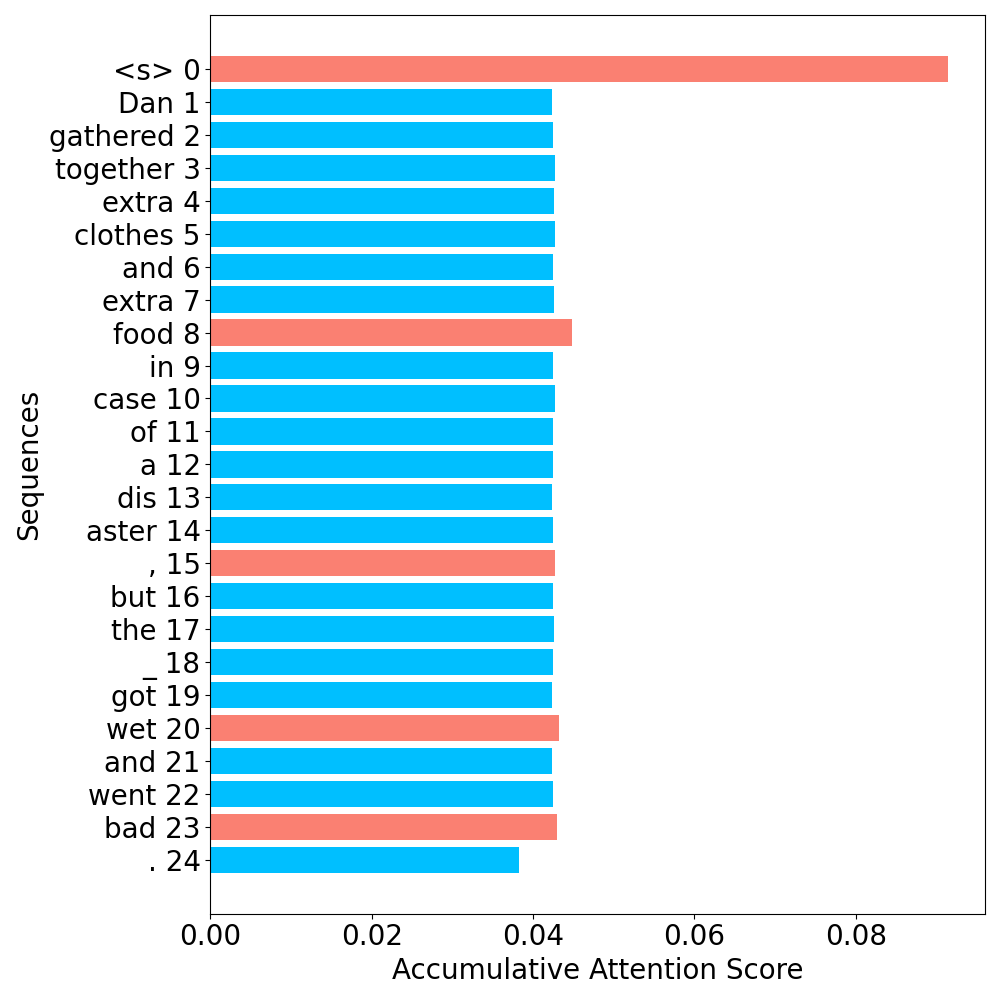 <s> 0
Dan 1
gathered 2
together 3
extra 4
clothes 5
and 6
extra 7
food 8
in 9
case 10
of 11
a 12
dis 13
aster 14
, 15
but 16
the 17
_ 18
got 19
wet 20
and 21
went 22
bad 23
. 24
Sequences
0.00 0.02 0.04 0.06 0.08
Accumulative Attention Score